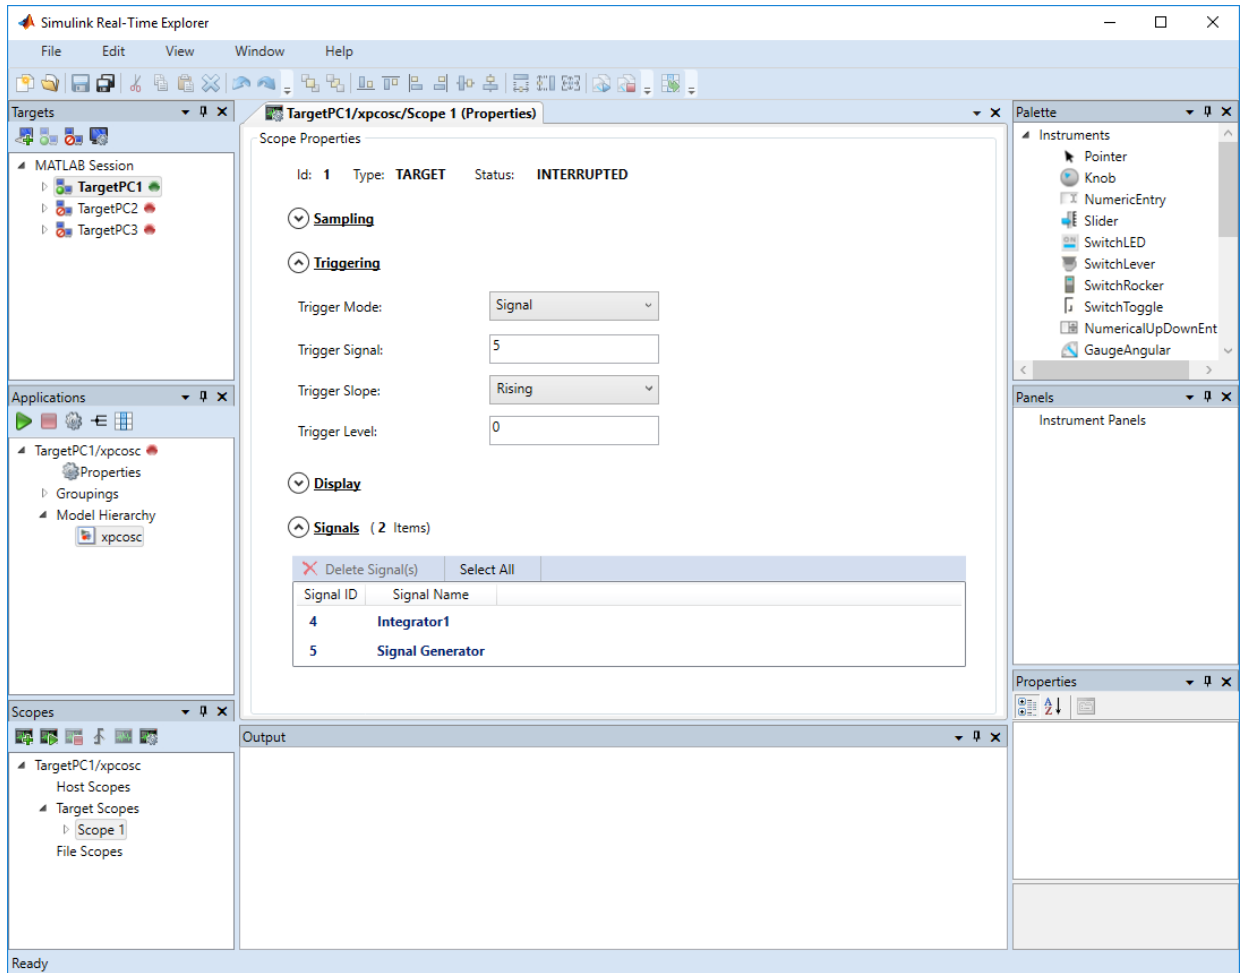 Simulink Real-Time Explorer
File Edit View Window Help
Targets
MATLAB Session
TargetPC1
TargetPC2
TargetPC3
Applications
TargetPC1/xpcosc
Properties
Groupings
Model Hierarchy
xpcosc
Scopes
TargetPC1/xpcosc
Host Scopes
Target Scopes
Scope 1
File Scopes
TargetPC1/xpcosc/Scope 1 (Properties)
Scope Properties
Id: 1 Type: TARGET Status: INTERRUPTED
Sampling
Triggering
Trigger Mode: Signal
Trigger Signal: 5
Trigger Slope: Rising
Trigger Level: 0
Display
Signals ( 2 Items)
Delete Signal(s) Select All
Signal ID Signal Name
4 Integrator1
5 Signal Generator
Output
Palette
Instruments
Pointer
Knob
NumericEntry
Slider
SwitchLED
SwitchLever
SwitchRocker
SwitchToggle
NumericalUpDownEnt
GaugeAngular
Panels
Instrument Panels
Properties
Ready